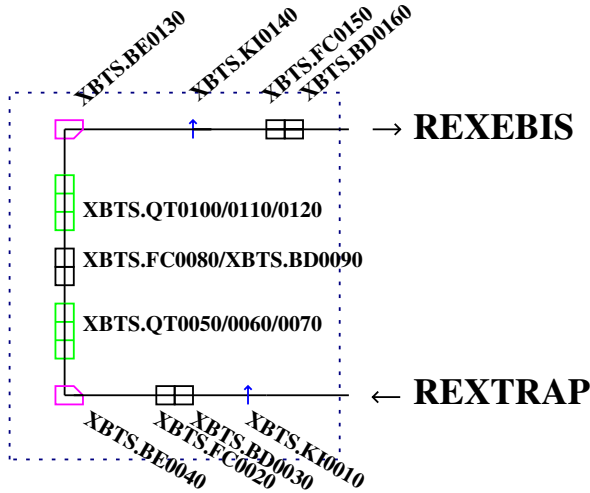 XBTS.BE0130
XBTS.KI0140
XBTS.FC0150
XBTS.BD0160
REXEBIS
XBTS.QT0100/0110/0120
XBTS.FC0080/XBTS.BD0090
XBTS.QT0050/0060/0070
REXTRAP
XBTS.BE0040
XBTS.FC0020
XBTS.BD0030
XBTS.KI0010